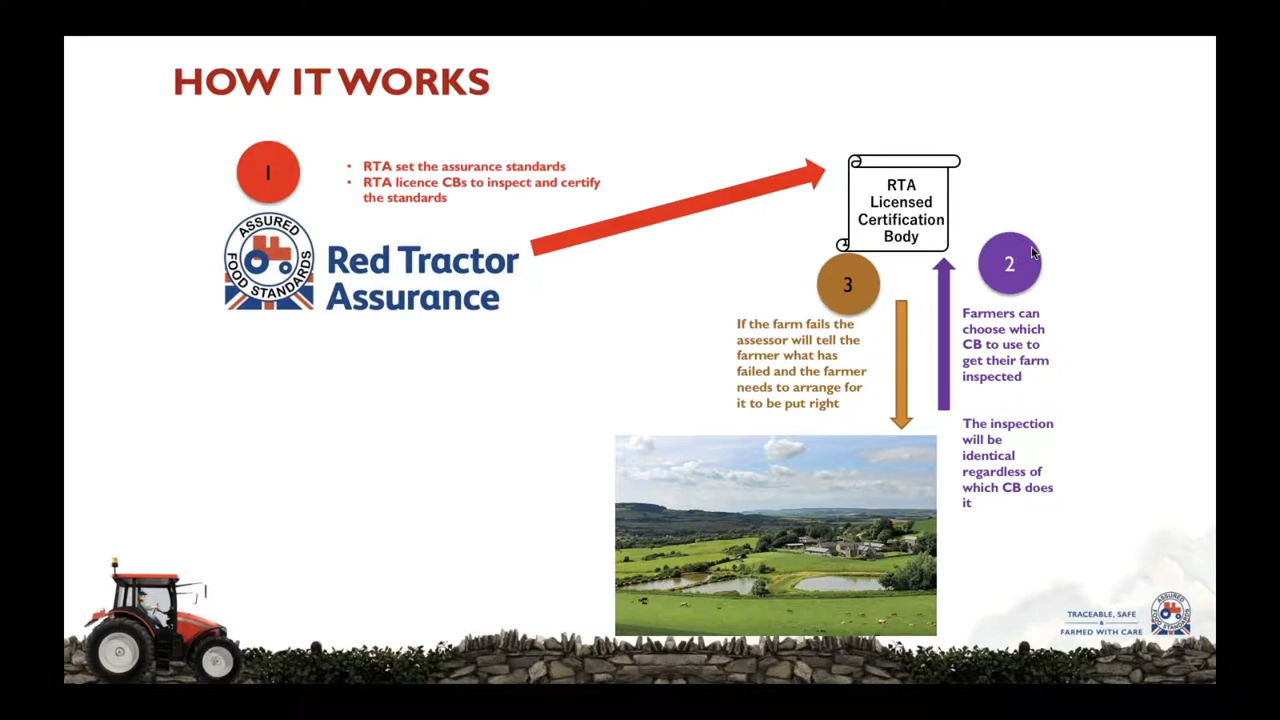 HOW IT WORKS
1
• RTA set the assurance standards
• RTA licence CBs to inspect and certify
the standards
ASSURED
FOOD STANDARDS
Red Tractor
Assurance
RTA
Licensed
Certification
Body
2
3
If the farm fails the
assessor will tell the
farmer what has
failed and the farmer
needs to arrange for
it to be put right
Farmers can
choose which
CB to use to
get their farm
inspected
The inspection
will be
identical
regardless of
which CB does
it
TRACEABLE, SAFE
&
FARMED WITH CARE
ASSURED
FOOD STANDARDS